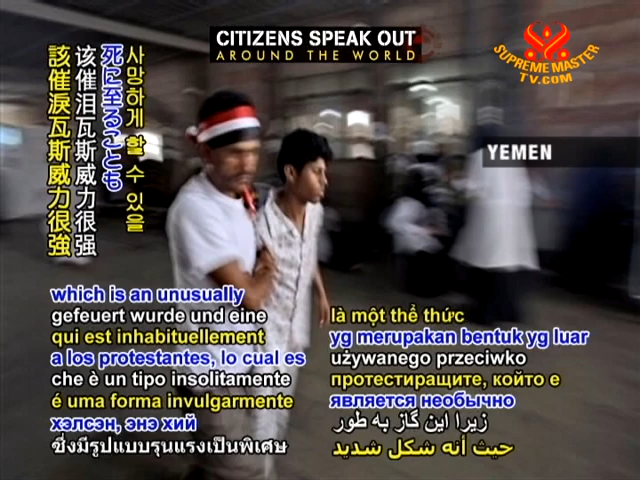 CITIZENS SPEAK OUT
AROUND THE WORLD
SUPREME MASTER
TV.COM
YEMEN
該催淚瓦斯威力很強
该催泪瓦斯威力很强
死に至ることも
사망하게 할 수 있을
which is an unusually
gefeuert wurde und eine
qui est inhabituellement
a los protestantes, lo cual es
che è un tipo insolitamente
é uma forma invulgarmente
хэлсэн, энэ хий
ซึ่งมีรูปแบบรุนแรงเป็นพิเศษ
là một thể thức
yg merupakan bentuk yg luar
używanego przeciwko
протестиращите, който е
является необычно
زیرا این گاز به طور
حيث أنه شكل شديد